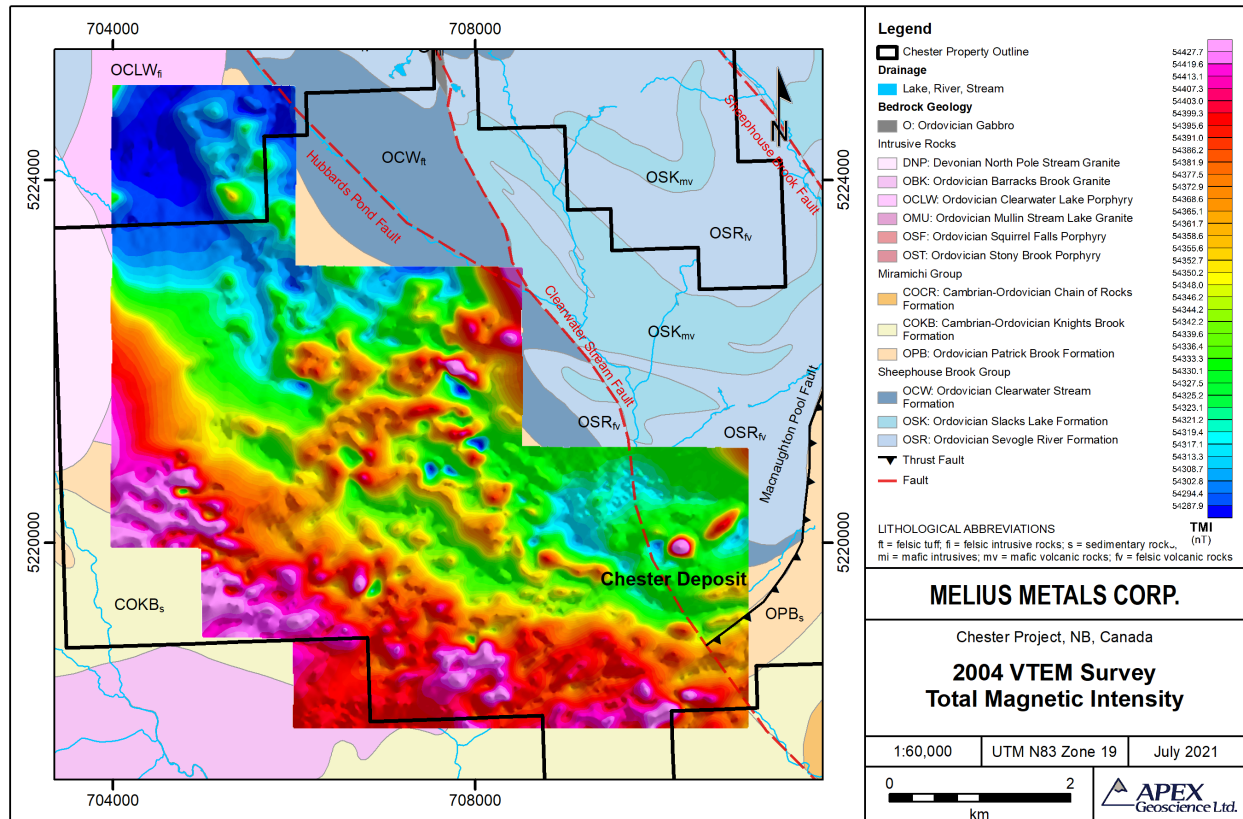 704000
708000
OCLWfi
OCWft
Sheephouse Brook Fault
N
Hubbards Pond Fault
OSKmv
5224000
5224000
OSRfv
Clearwater Stream Fault
OSKmv
Macnaughton Pool Fault
OSRfv
OSRfv
5220000
5220000
Chester Deposit
COKBs
OPBs
704000
708000
Legend
Chester Property Outline
Drainage
Lake, River, Stream
Bedrock Geology
O: Ordovician Gabbro
Intrusive Rocks
DNP: Devonian North Pole Stream Granite
OBK: Ordovician Barracks Brook Granite
OCLW: Ordovician Clearwater Lake Porphyry
OMU: Ordovician Mullin Stream Lake Granite
OSF: Ordovician Squirrel Falls Porphyry
OST: Ordovician Stony Brook Porphyry
Miramichi Group
COCR: Cambrian-Ordovician Chain of Rocks
Formation
COKB: Cambrian-Ordovician Knights Brook
Formation
OPB: Ordovician Patrick Brook Formation
Sheephouse Brook Group
OCW: Ordovician Clearwater Stream
Formation
OSK: Ordovician Slacks Lake Formation
OSR: Ordovician Sevogle River Formation
Thrust Fault
Fault
LITHOLOGICAL ABBREVIATIONS
ft = felsic tuff; fi = felsic intrusive rocks; s = sedimentary rocks,
mi = mafic intrusives; mv = mafic volcanic rocks; fv = felsic volcanic rocks
54427.7
54419.6
54413.1
54407.3
54403.0
54399.3
54395.6
54391.0
54386.2
54381.9
54377.5
54372.9
54368.6
54365.1
54361.7
54358.6
54355.6
54352.7
54350.2
54348.0
54346.2
54344.2
54342.2
54339.6
54336.4
54333.3
54330.1
54327.5
54325.2
54323.1
54321.2
54319.4
54317.1
54313.3
54308.7
54302.8
54294.4
54287.9
TMI
(nT)
MELIUS METALS CORP.
Chester Project, NB, Canada
2004 VTEM Survey
Total Magnetic Intensity
1:60,000
UTM N83 Zone 19
July 2021
0
2
km
APEX
Geoscience Ltd.